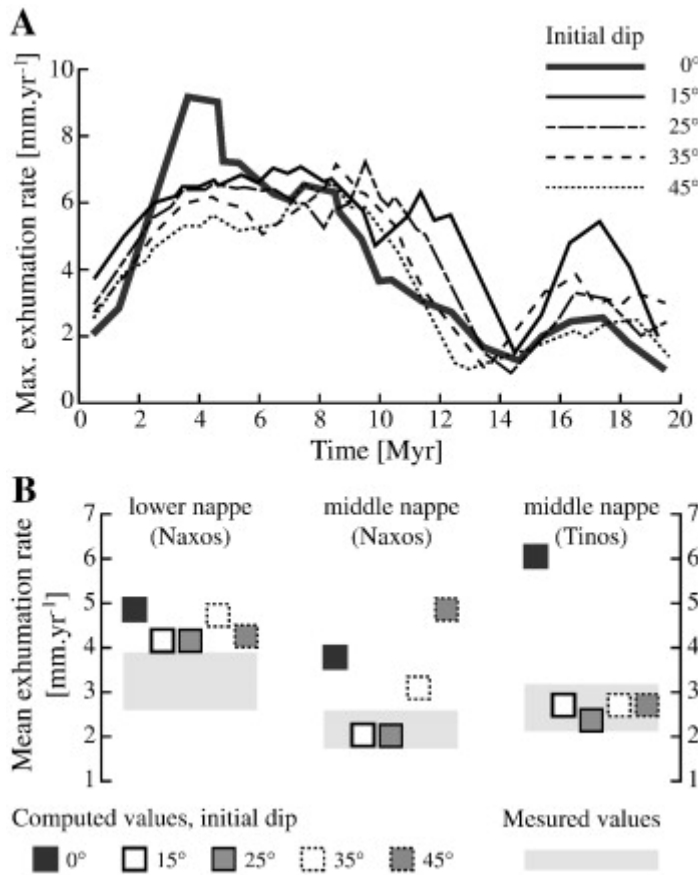 A
Initial dip
0°
15°
25°
35°
45°
Max. exhumation rate [mm.yr⁻¹]
10
8
6
4
2
0
0 2 4 6 8 10 12 14 16 18 20
Time [Myr]
B
lower nappe (Naxos)
middle nappe (Naxos)
middle nappe (Tinos)
Mean exhumation rate
[mm.yr⁻¹]
7
6
5
4
3
2
1
7
6
5
4
3
2
1
Computed values, initial dip
Mesured values
0° 15° 25° 35° 45°